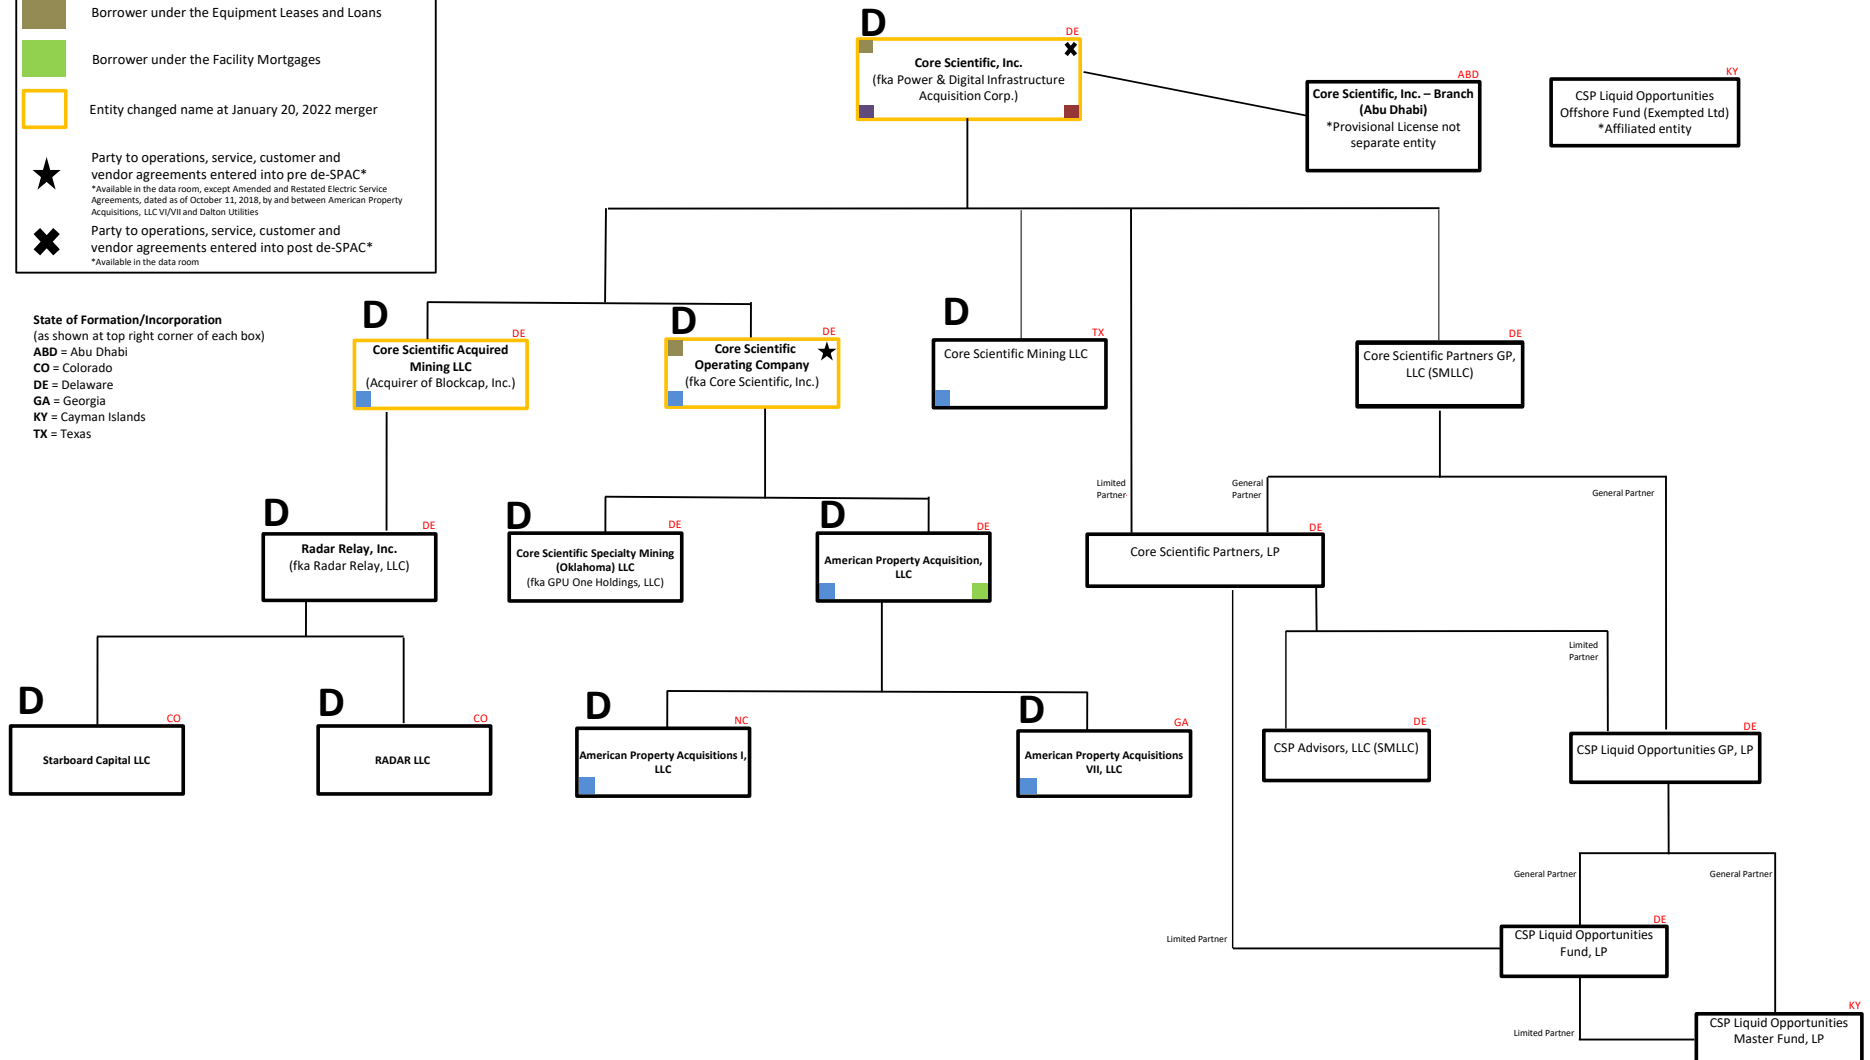 Borrower under the Equipment Leases and Loans
Borrower under the Facility Mortgages
Entity changed name at January 20, 2022 merger
Party to operations, service, customer and
vendor agreements entered into pre de-SPAC*
*Available in the data room, except Amended and Restated Electric Service
Agreements, dated as of October 11, 2018, by and between American Property
Acquisitions, LLC VI/VII and Dalton Utilities
Party to operations, service, customer and
vendor agreements entered into post de-SPAC*
*Available in the data room
State of Formation/Incorporation
(as shown at top right corner of each box)
ABD = Abu Dhabi
CO = Colorado
DE = Delaware
GA = Georgia
KY = Cayman Islands
TX = Texas
D
DE
Core Scientific, Inc.
(fka Power & Digital Infrastructure
Acquisition Corp.)
ABD
Core Scientific, Inc. – Branch
(Abu Dhabi)
*Provisional License not
separate entity
KY
CSP Liquid Opportunities
Offshore Fund (Exempted Ltd)
*Affiliated entity
D
DE
Core Scientific Acquired
Mining LLC
(Acquirer of Blockcap, Inc.)
D
DE
Core Scientific
Operating Company
(fka Core Scientific, Inc.)
D
TX
Core Scientific Mining LLC
DE
Core Scientific Partners GP,
LLC (SMLLC)
Limited
Partner
General
Partner
General Partner
D
DE
Radar Relay, Inc.
(fka Radar Relay, LLC)
D
DE
Core Scientific Specialty Mining
(Oklahoma) LLC
(fka GPU One Holdings, LLC)
D
DE
American Property Acquisition,
LLC
DE
Core Scientific Partners, LP
Limited
Partner
D
CO
Starboard Capital LLC
D
CO
RADAR LLC
D
NC
American Property Acquisitions I,
LLC
D
GA
American Property Acquisitions
VII, LLC
DE
CSP Advisors, LLC (SMLLC)
DE
CSP Liquid Opportunities GP, LP
General Partner
General Partner
Limited Partner
DE
CSP Liquid Opportunities
Fund, LP
Limited Partner
KY
CSP Liquid Opportunities
Master Fund, LP